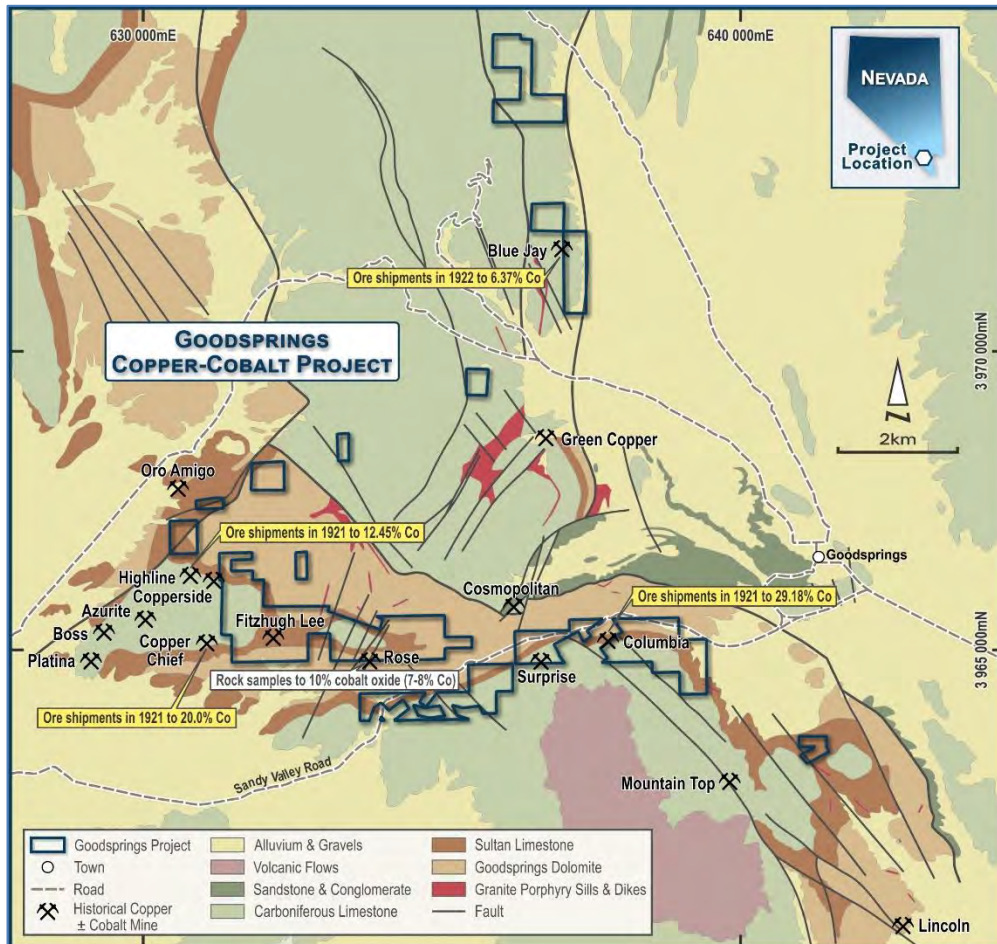 630 000mE
640 000mE
NEVADA
Project
Location
Blue Jay
Ore shipments in 1922 to 6.37% Co
GOODSPRINGS
COPPER-COBALT PROJECT
3 970 000mN
N
2km
Green Copper
Oro Amigo
Ore shipments in 1921 to 12.45% Co
Goodsprings
Highline
Copperside
Cosmopolitan
Ore shipments in 1921 to 29.18% Co
Azurite
Boss
Fitzhugh Lee
Copper
Chief
Columbia
Platina
Rose
Surprise
3 965 000mN
Rock samples to 10% cobalt oxide (7-8% Co)
Ore shipments in 1921 to 20.0% Co
Sandy Valley Road
Mountain Top
Lincoln
Goodsprings Project
Town
Road
Historical Copper
± Cobalt Mine
Alluvium & Gravels
Volcanic Flows
Sandstone & Conglomerate
Carboniferous Limestone
Sultan Limestone
Goodsprings Dolomite
Granite Porphyry Sills & Dikes
Fault